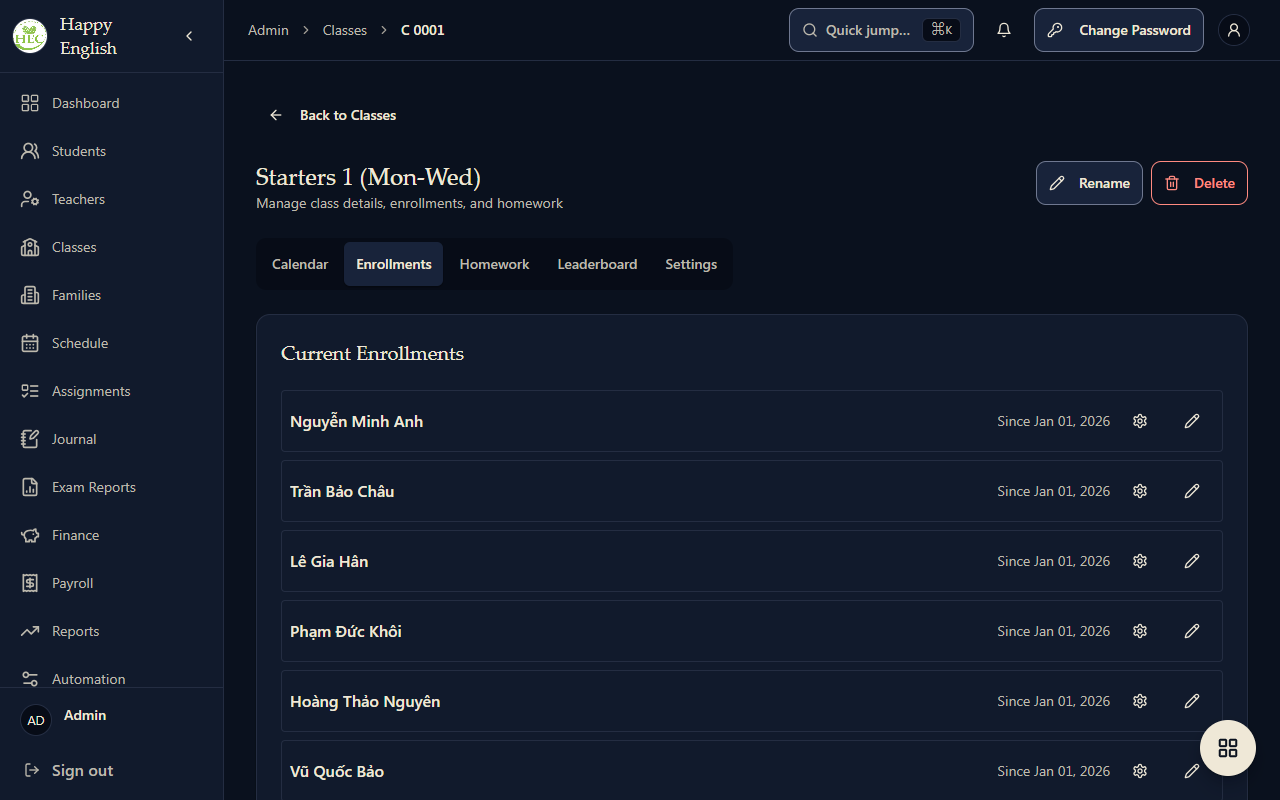 HEC
Happy
English
Dashboard
Students
Teachers
Classes
Families
Schedule
Assignments
Journal
Exam Reports
Finance
Payroll
Reports
Automation
AD
Admin
Sign out
Admin
Classes
C 0001
Quick jump...
⌘K
Change Password
Back to Classes
Starters 1 (Mon-Wed)
Manage class details, enrollments, and homework
Rename
Delete
Calendar
Enrollments
Homework
Leaderboard
Settings
Current Enrollments
Nguyễn Minh Anh
Since Jan 01, 2026
Trần Bảo Châu
Since Jan 01, 2026
Lê Gia Hân
Since Jan 01, 2026
Phạm Đức Khôi
Since Jan 01, 2026
Hoàng Thảo Nguyên
Since Jan 01, 2026
Vũ Quốc Bảo
Since Jan 01, 2026